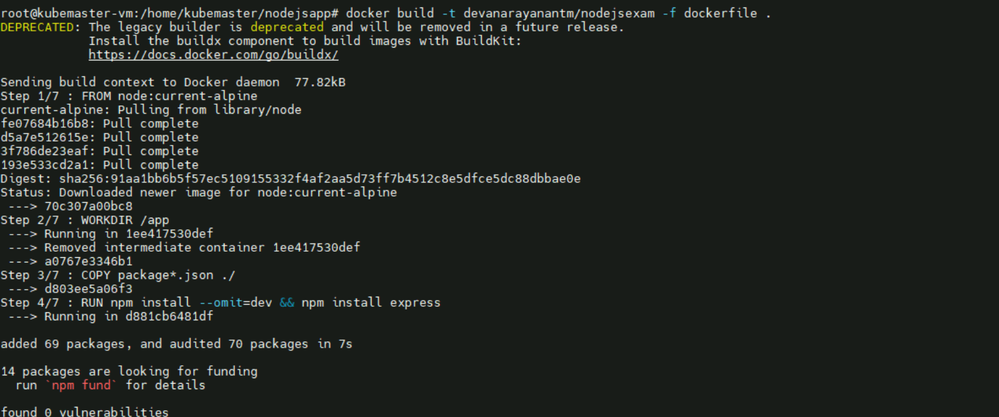 root@kubemaster-vm:/home/kubemaster/nodejsapp# docker build -t devanarayanantm/nodejsexam -f dockerfile .
DEPRECATED: The legacy builder is deprecated and will be removed in a future release.
            Install the buildx component to build images with BuildKit:
            https://docs.docker.com/go/buildx/

Sending build context to Docker daemon  77.82kB
Step 1/7 : FROM node:current-alpine
current-alpine: Pulling from library/node
fe07684b16b8: Pull complete
d5a7e512615e: Pull complete
3f786de23eaf: Pull complete
193e533cd2a1: Pull complete
Digest: sha256:91aa1bb6b5f57ec5109155332f4af2aa5d73ff7b4512c8e5dfce5dc88dbbae0e
Status: Downloaded newer image for node:current-alpine
 ---> 70c307a00bc8
Step 2/7 : WORKDIR /app
 ---> Running in 1ee417530def
 ---> Removed intermediate container 1ee417530def
 ---> a0767e3346b1
Step 3/7 : COPY package*.json ./
 ---> d803ee5a06f3
Step 4/7 : RUN npm install --omit=dev && npm install express
 ---> Running in d881cb6481df

added 69 packages, and audited 70 packages in 7s

14 packages are looking for funding
  run `npm fund` for details

found 0 vulnerabilities